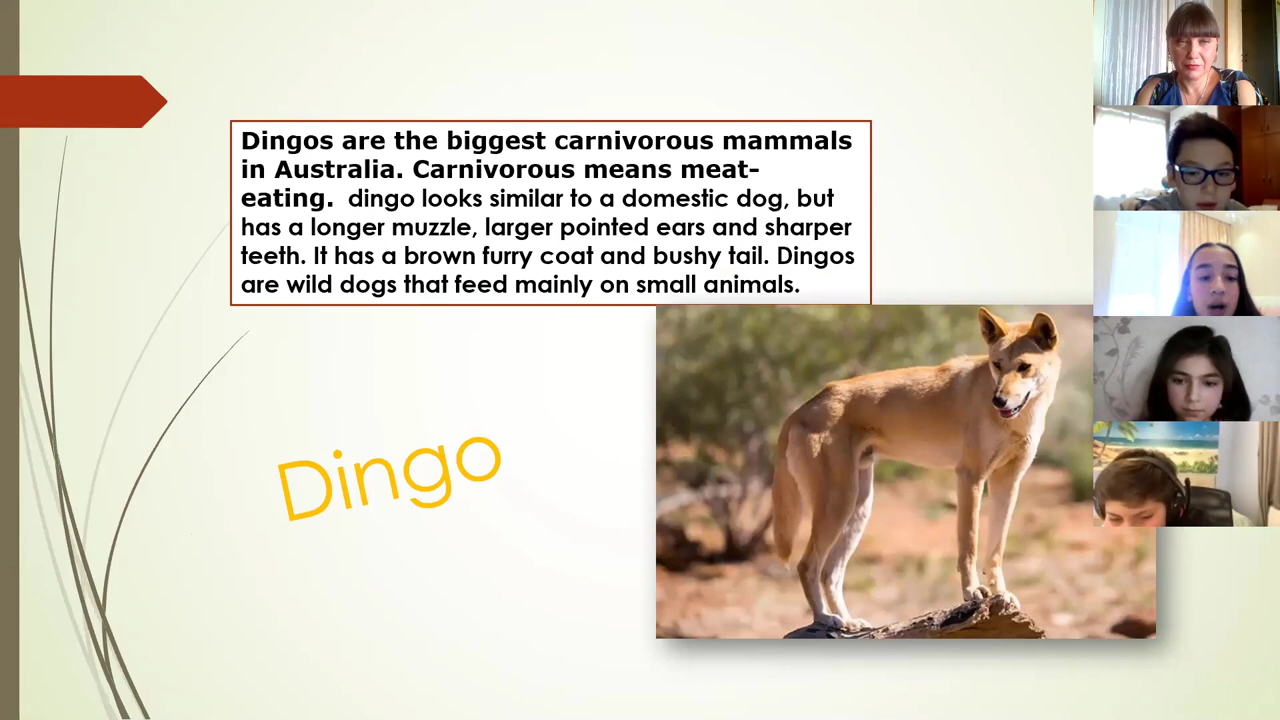 Dingos are the biggest carnivorous mammals
in Australia. Carnivorous means meat-
eating.  dingo looks similar to a domestic dog, but
has a longer muzzle, larger pointed ears and sharper
teeth. It has a brown furry coat and bushy tail. Dingos
are wild dogs that feed mainly on small animals.
Dingo